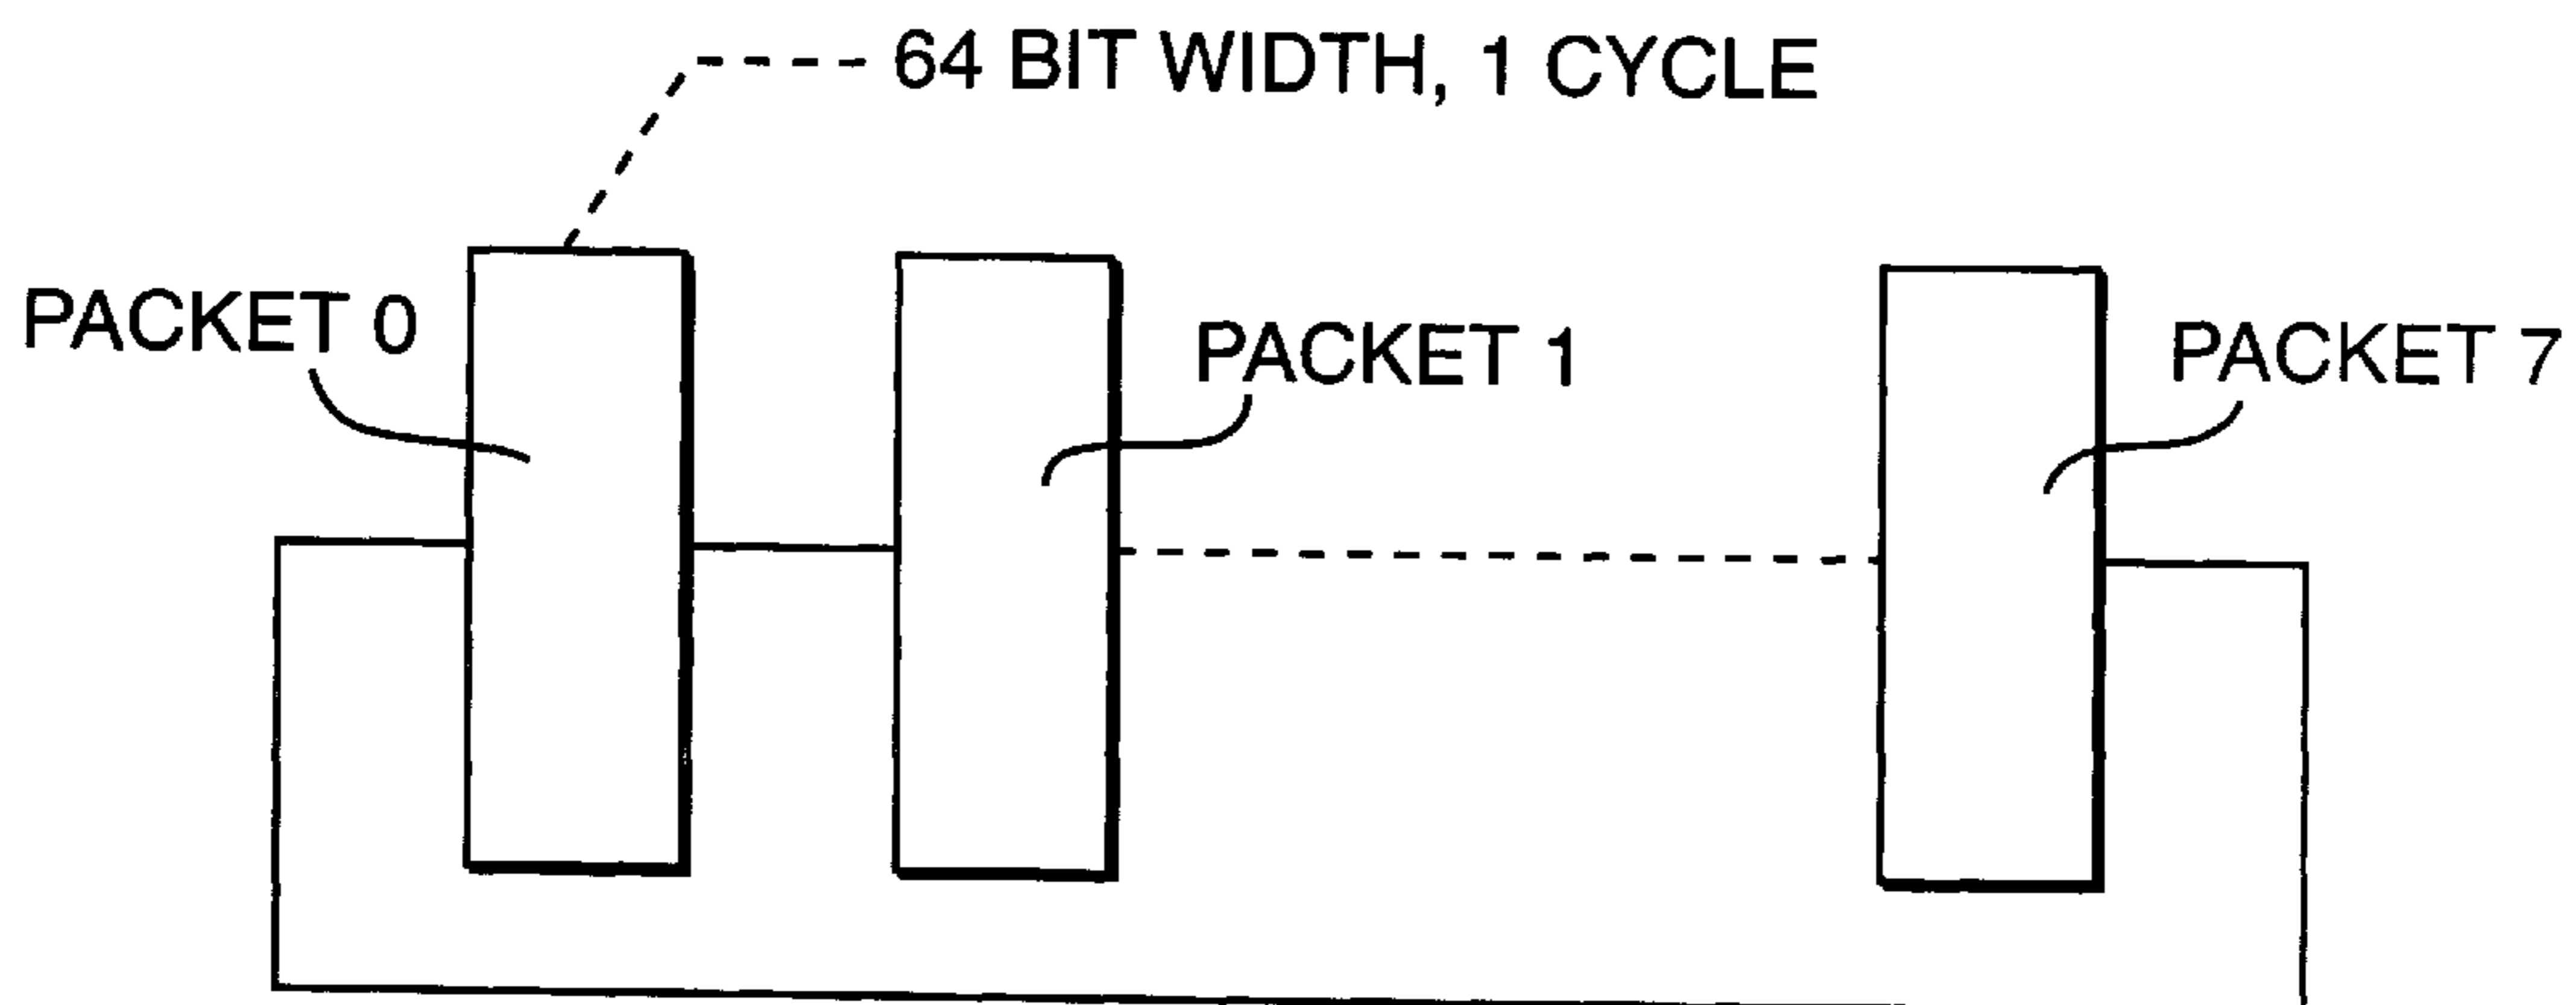 64 BIT WIDTH, 1 CYCLE
PACKET 0
PACKET 1
PACKET 7